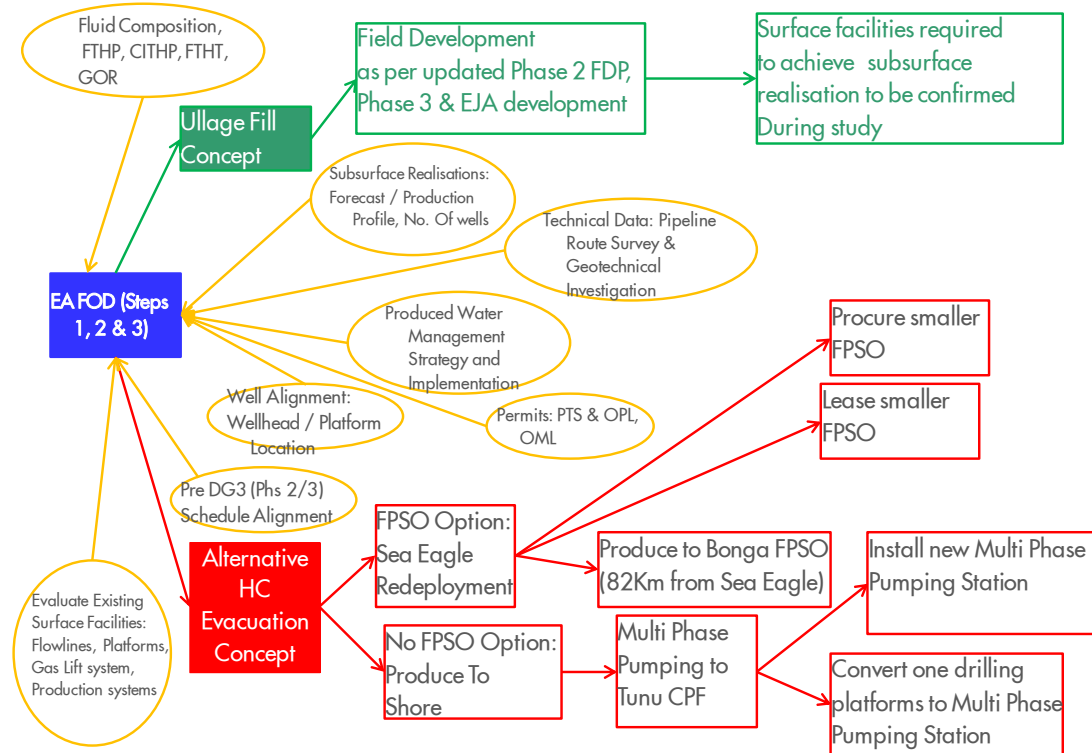 Fluid Composition,
FTHP, CITHP, FTHT,
GOR
Ullage Fill
Concept
Field Development
as per updated Phase 2 FDP,
Phase 3 & EJA development
Surface facilities required
to achieve subsurface
realisation to be confirmed
During study
Subsurface Realisations:
Forecast / Production
Profile, No. Of wells
Technical Data: Pipeline
Route Survey &
Geotechnical
Investigation
EA FOD (Steps
1, 2 & 3)
Produced Water
Management
Strategy and
Implementation
Well Alignment:
Wellhead / Platform
Location
Permits: PTS & OPL,
OML
Pre DG3 (Phs 2/3)
Schedule Alignment
Procure smaller
FPSO
Lease smaller
FPSO
Evaluate Existing
Surface Facilities:
Flowlines, Platforms,
Gas Lift system,
Production systems
Alternative
HC
Evacuation
Concept
FPSO Option:
Sea Eagle
Redeployment
Produce to Bonga FPSO
(82Km from Sea Eagle)
Install new Multi Phase
Pumping Station
No FPSO Option:
Produce To
Shore
Multi Phase
Pumping to
Tunu CPF
Convert one drilling
platforms to Multi Phase
Pumping Station